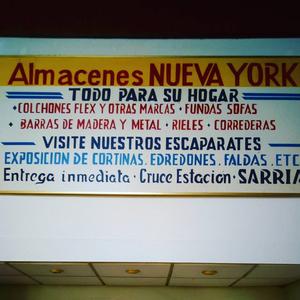 Almacenes NUEVA YORK
TODO PARA SU HOGAR
• COLCHONES FLEX Y OTRAS MARCAS • FUNDAS SOFAS
• BARRAS DE MADERA Y METAL • RIELES • CORREDERAS
VISITE NUESTROS ESCAPARATES
EXPOSICION DE CORTINAS. EDREDONES. FALDAS. ETC
Entrega inmediata • Cruce Estacion • SARRIA